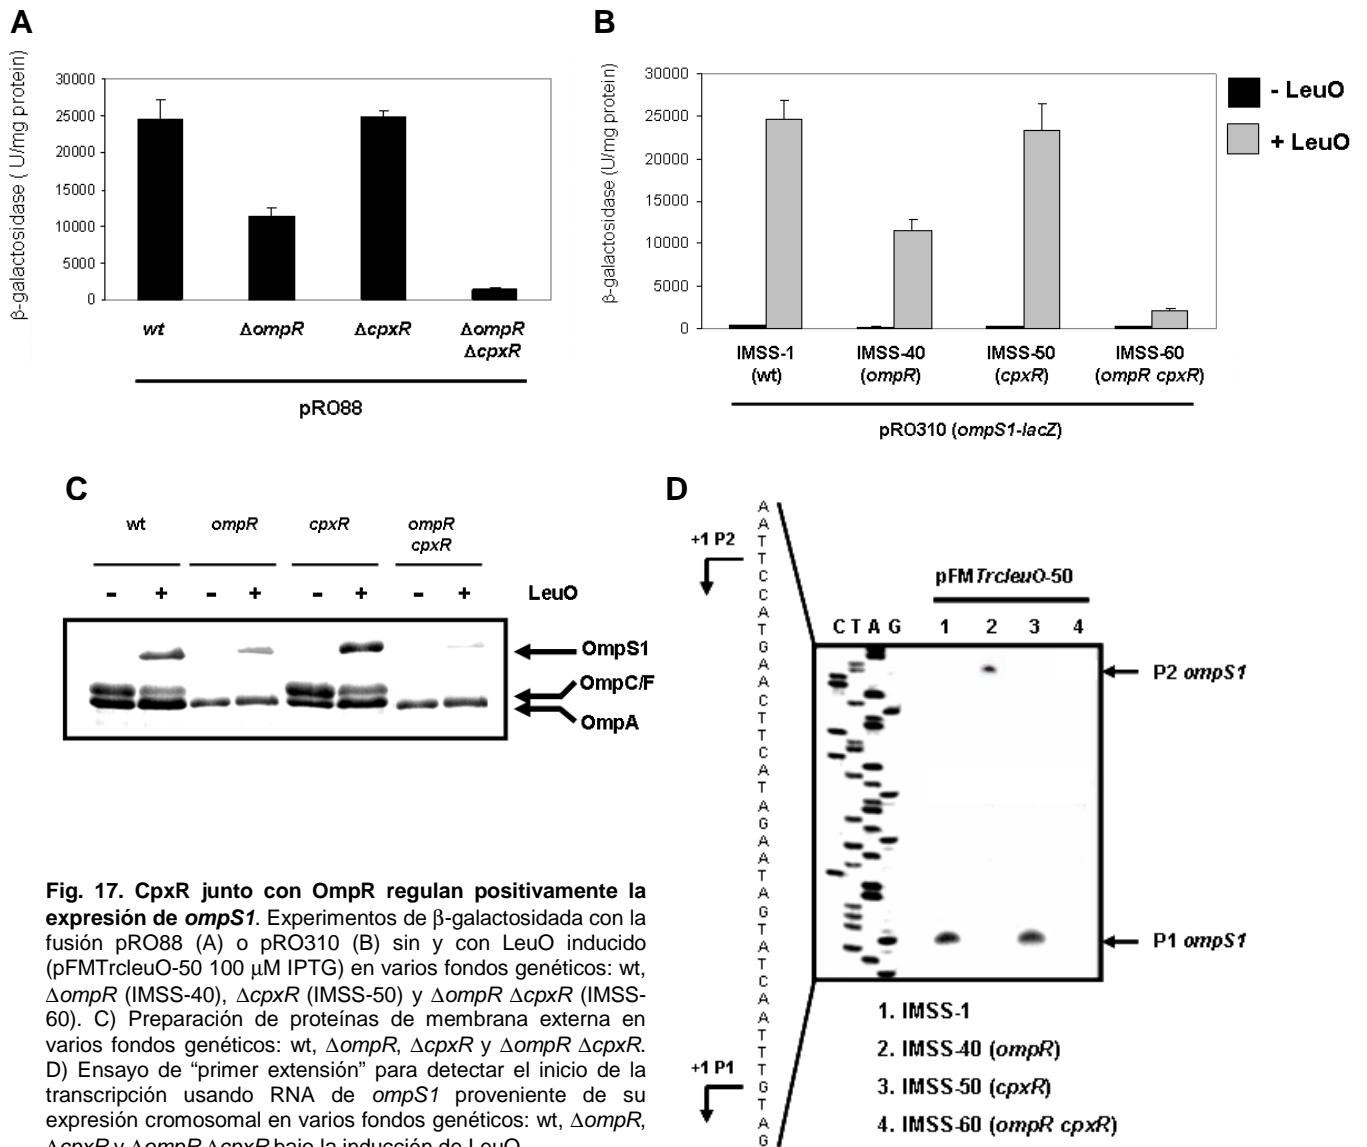 A
β-galactosidase ( U/mg protein)
30000
25000
20000
15000
10000
5000
0
wt
ΔompR
ΔcpxR
ΔompR
ΔcpxR
pRO88
B
β-galactosidase (U/mg protein)
30000
25000
20000
15000
10000
5000
0
- LeuO
+ LeuO
IMSS-1
(wt)
IMSS-40
(ompR)
IMSS-50
(cpxR)
IMSS-60
(ompR cpxR)
pRO310 (ompS1-lacZ)
C
wt
ompR
cpxR
ompR
cpxR
- + - + - + - + LeuO
OmpS1
OmpC/F
OmpA
D
+1 P2
+1 P1
A
A
T
T
C
C
A
T
G
A
A
C
T
T
C
A
T
A
G
A
A
T
A
G
T
A
T
C
A
A
T
T
G
T
A
G
pFMTrcleuO-50
C T A G 1 2 3 4
P2 ompS1
P1 ompS1
1. IMSS-1
2. IMSS-40 (ompR)
3. IMSS-50 (cpxR)
4. IMSS-60 (ompR cpxR)
Fig. 17. CpxR junto con OmpR regulan positivamente la
expresión de ompS1. Experimentos de β-galactosidada con la
fusión pRO88 (A) o pRO310 (B) sin y con LeuO inducido
(pFMTrcleuO-50 100 μM IPTG) en varios fondos genéticos: wt,
ΔompR (IMSS-40), ΔcpxR (IMSS-50) y ΔompR ΔcpxR (IMSS-
60). C) Preparación de proteínas de membrana externa en
varios fondos genéticos: wt, ΔompR, ΔcpxR y ΔompR ΔcpxR.
D) Ensayo de “primer extensión” para detectar el inicio de la
transcripción usando RNA de ompS1 proveniente de su
expresión cromosomal en varios fondos genéticos: wt, ΔompR,
ΔcpxR y ΔompR ΔcpxR bajo la inducción de LeuO